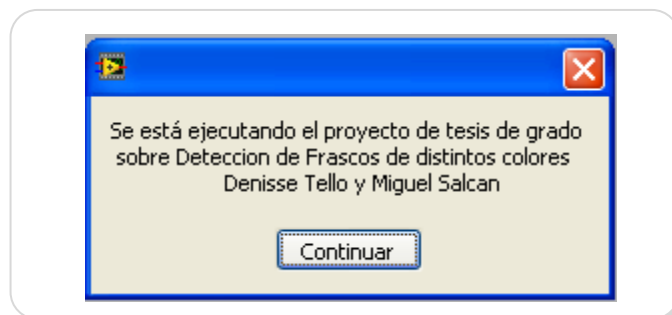 Se está ejecutando el proyecto de tesis de grado
sobre Deteccion de Frascos de distintos colores
Denisse Tello y Miguel Salcan
Continuar